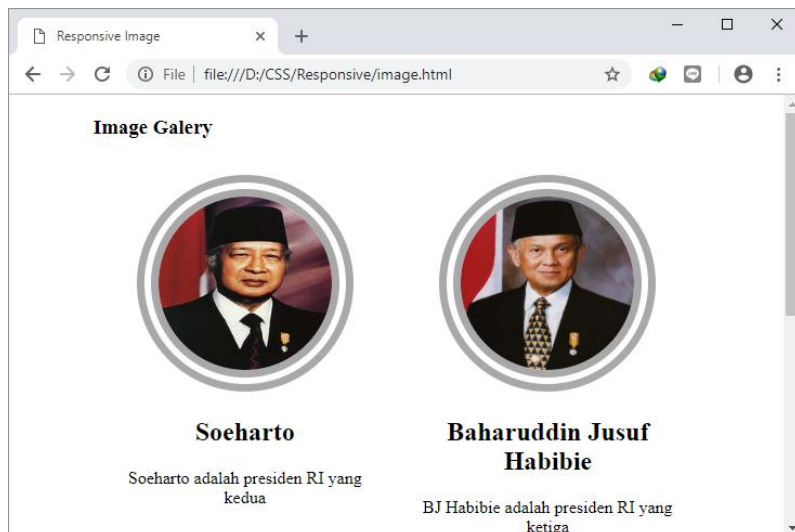 Responsive Image
File
file:///D:/CSS/Responsive/image.html
Image Galery
Soeharto
Soeharto adalah presiden RI yang
kedua
Baharuddin Jusuf
Habibie
BJ Habibie adalah presiden RI yang
ketiga